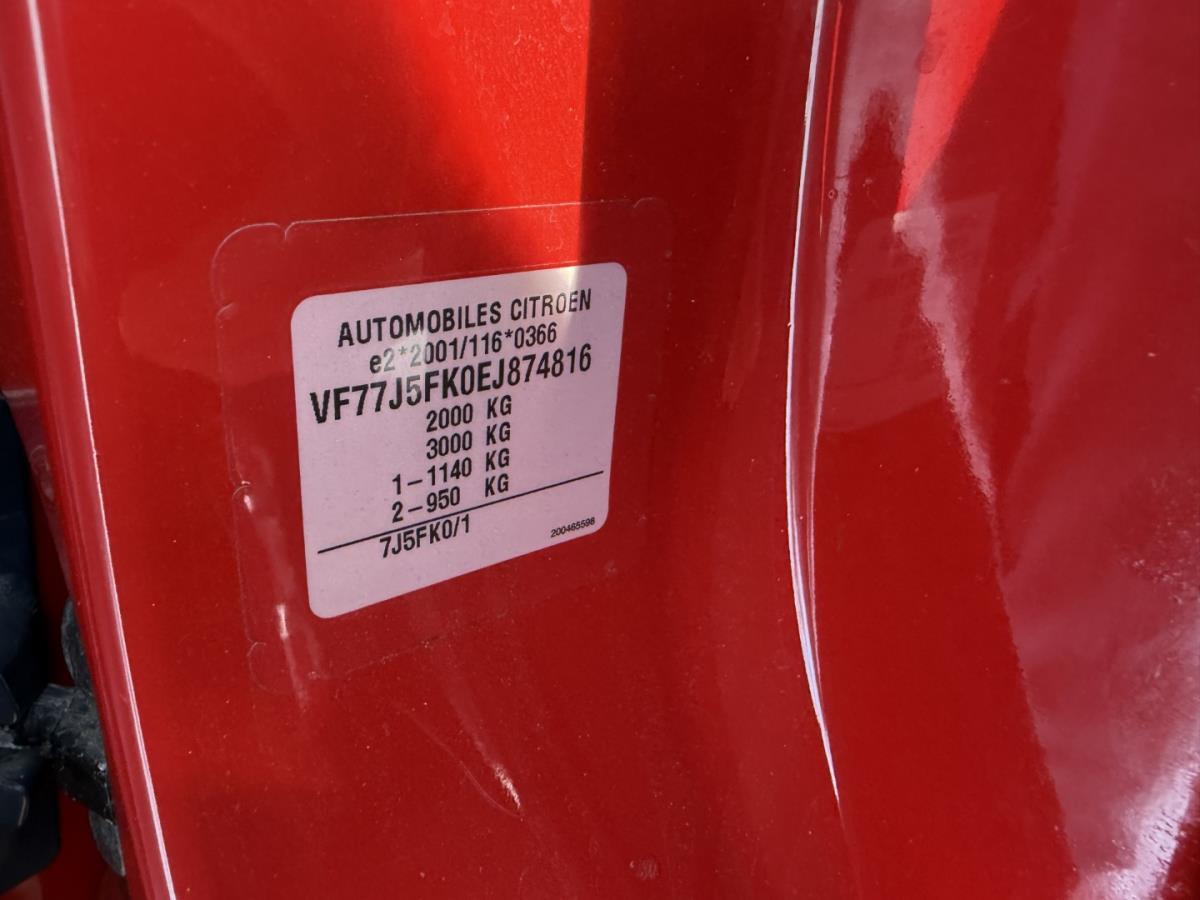 AUTOMOBILES CITROEN
e2*2001/116*0366
VF77J5FK0EJ874816
2000 KG
3000 KG
1-1140 KG
2-950 KG
7J5FK0/1
200465598